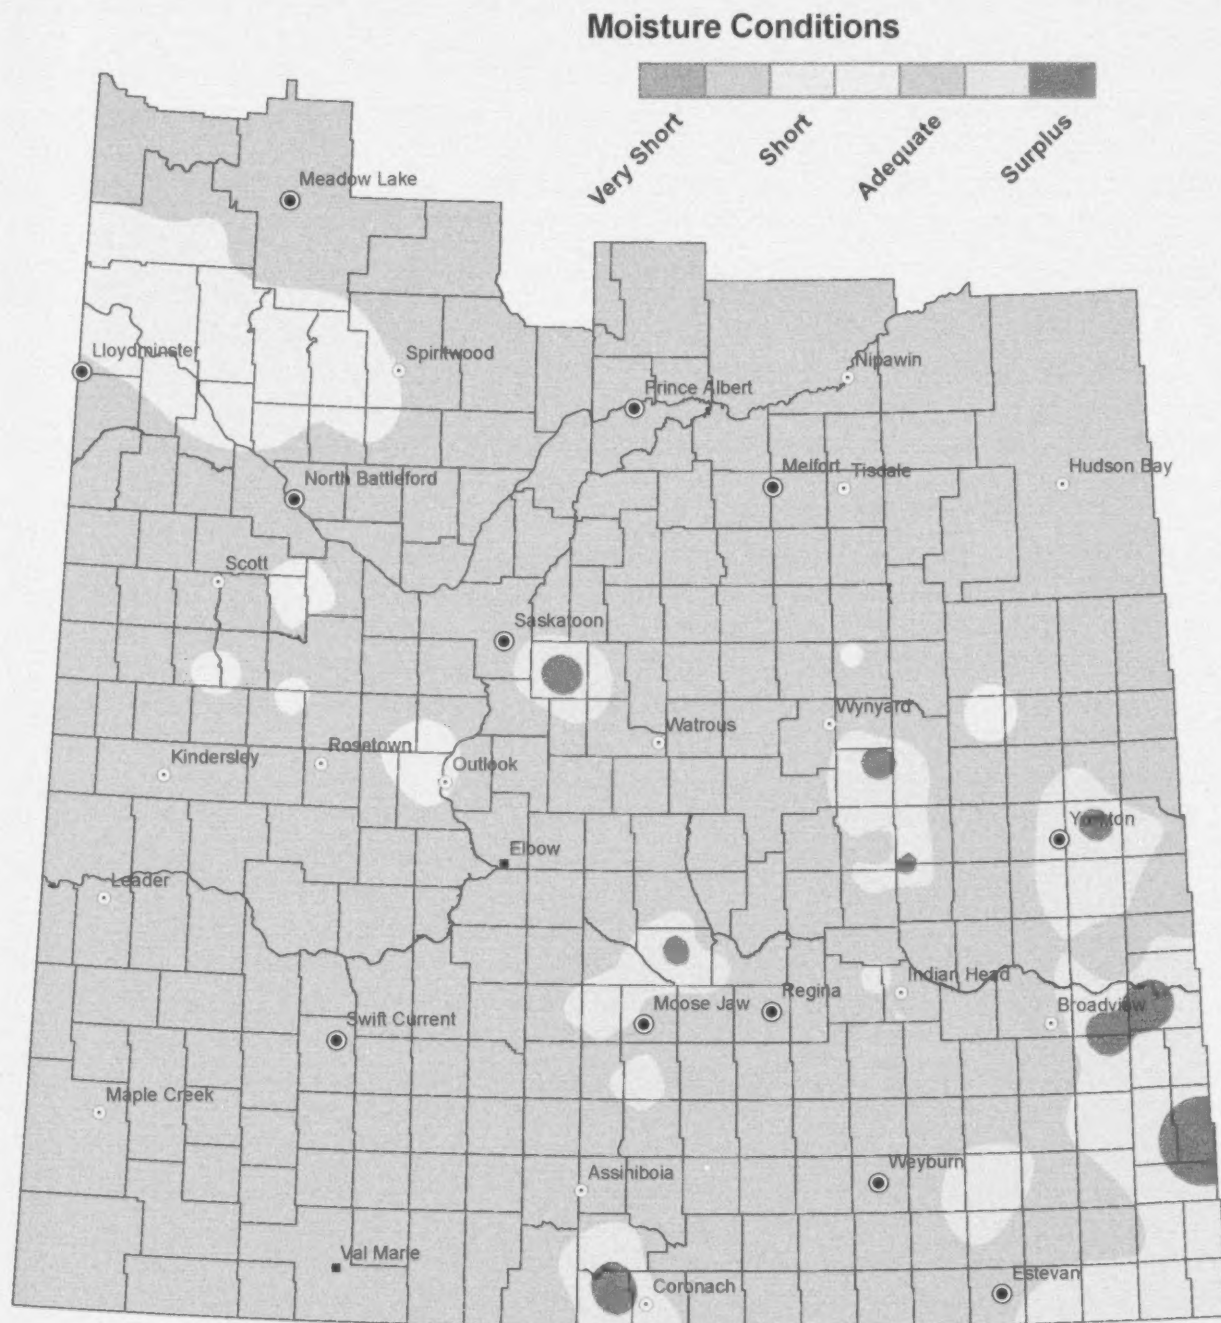 Moisture Conditions
Very Short
Short
Adequate
Surplus
Meadow Lake
Lloydminster
Spiritwood
Nipawin
Prince Albert
North Battleford
Melfort
Tisdale
Hudson Bay
Scott
Saskatoon
Wynyard
Watrous
Rosetown
Kindersley
Outlook
Yorkton
Elbow
Leader
Indian Head
Regina
Moose Jaw
Broadview
Swift Current
Maple Creek
Assiniboia
Weyburn
Val Marie
Coronach
Estevan